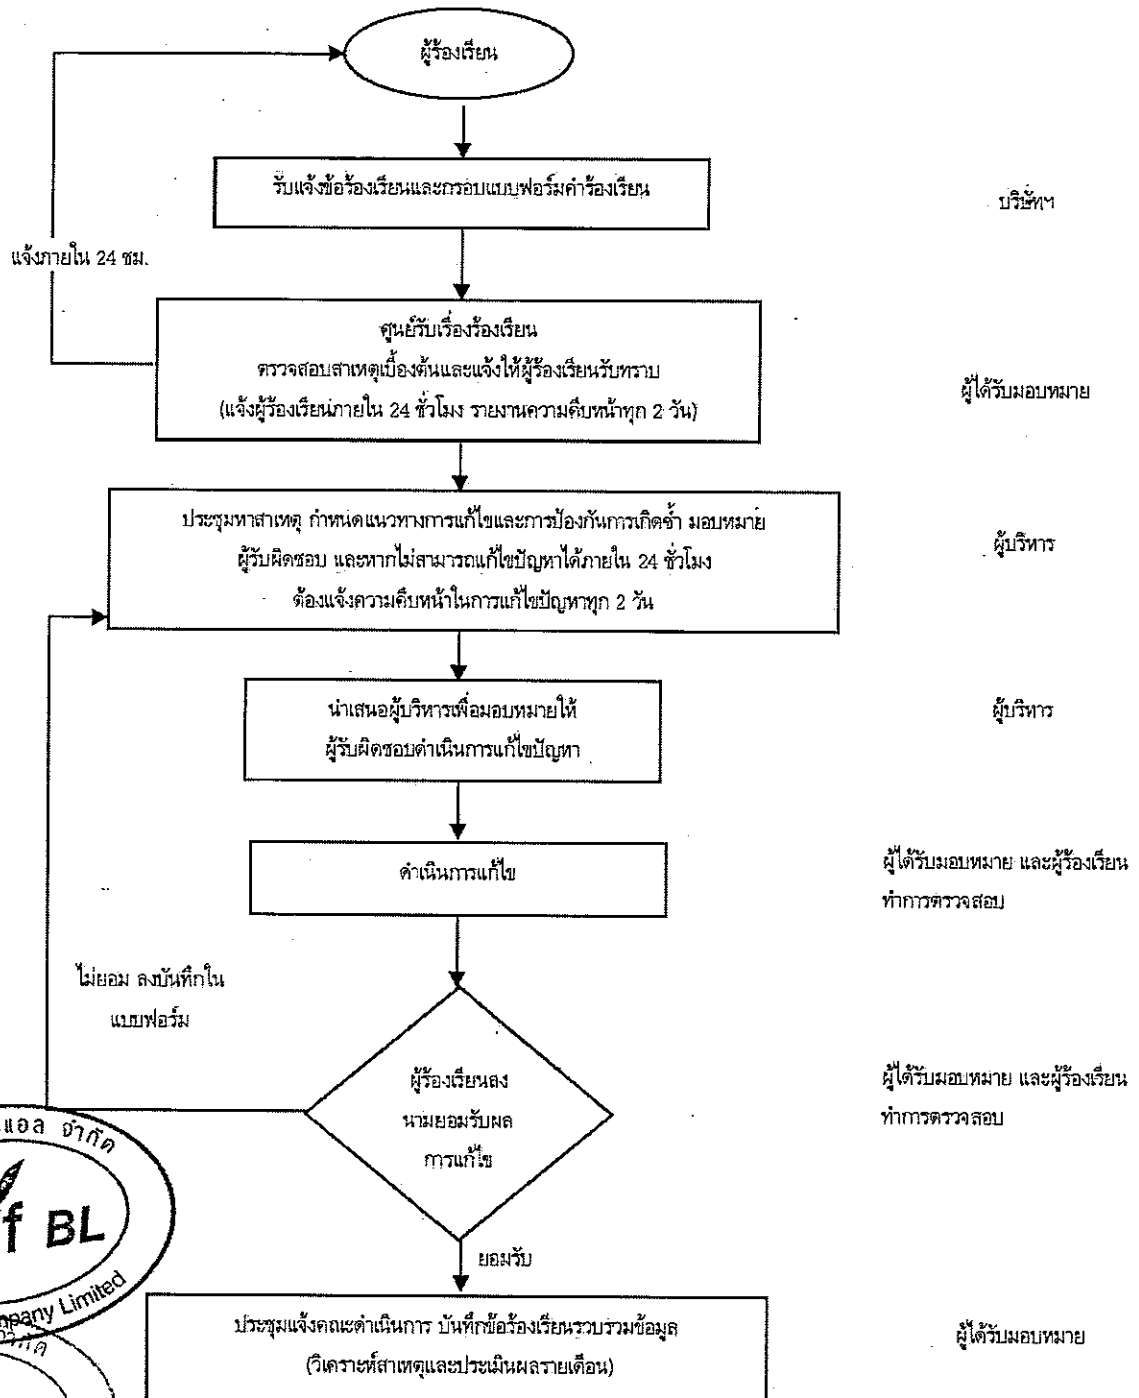 ผู้ร้องเรียน
รับแจ้งข้อร้องเรียนและกรอบแบบฟอร์มคำร้องเรียน
บริษัทฯ
แจ้งภายใน 24 ชม.
ศูนย์รับเรื่องร้องเรียน
ตรวจสอบสาเหตุเบื้องต้นและแจ้งให้ผู้ร้องเรียนรับทราบ
(แจ้งผู้ร้องเรียนภายใน 24 ชั่วโมง รายงานความคืบหน้าทุก 2 วัน)
ผู้ได้รับมอบหมาย
ประชุมหาสาเหตุ กำหนดแนวทางการแก้ไขและการป้องกันการเกิดซ้ำ มอบหมาย
ผู้รับผิดชอบ และหากไม่สามารถแก้ไขปัญหาได้ภายใน 24 ชั่วโมง
ต้องแจ้งความคืบหน้าในการแก้ไขปัญหาทุก 2 วัน
ผู้บริหาร
นำเสนอผู้บริหารเพื่อมอบหมายให้
ผู้รับผิดชอบดำเนินการแก้ไขปัญหา
ผู้บริหาร
ดำเนินการแก้ไข
ผู้ได้รับมอบหมาย และผู้ร้องเรียน
ทำการตรวจสอบ
ไม่ยอม ลงบันทึกใน
แบบฟอร์ม
ผู้ร้องเรียนลง
นามยอมรับผล
การแก้ไข
ผู้ได้รับมอบหมาย และผู้ร้องเรียน
ทำการตรวจสอบ
แอล จำกัด
f BL
mpany Limited
ยอมรับ
ประชุมแจ้งคณะดำเนินการ บันทึกข้อร้องเรียนรวบรวมข้อมูล
(วิเคราะห์สาเหตุและประเมินผลรายเดือน)
ผู้ได้รับมอบหมาย